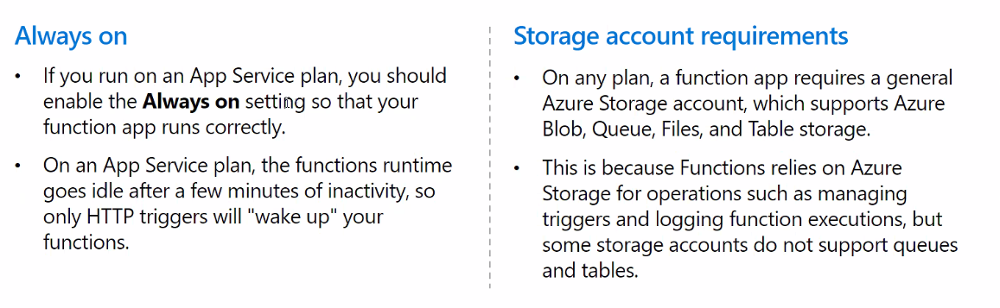 Always on
• If you run on an App Service plan, you should
enable the Always on setting so that your
function app runs correctly.
• On an App Service plan, the functions runtime
goes idle after a few minutes of inactivity, so
only HTTP triggers will "wake up" your
functions.
Storage account requirements
• On any plan, a function app requires a general
Azure Storage account, which supports Azure
Blob, Queue, Files, and Table storage.
• This is because Functions relies on Azure
Storage for operations such as managing
triggers and logging function executions, but
some storage accounts do not support queues
and tables.